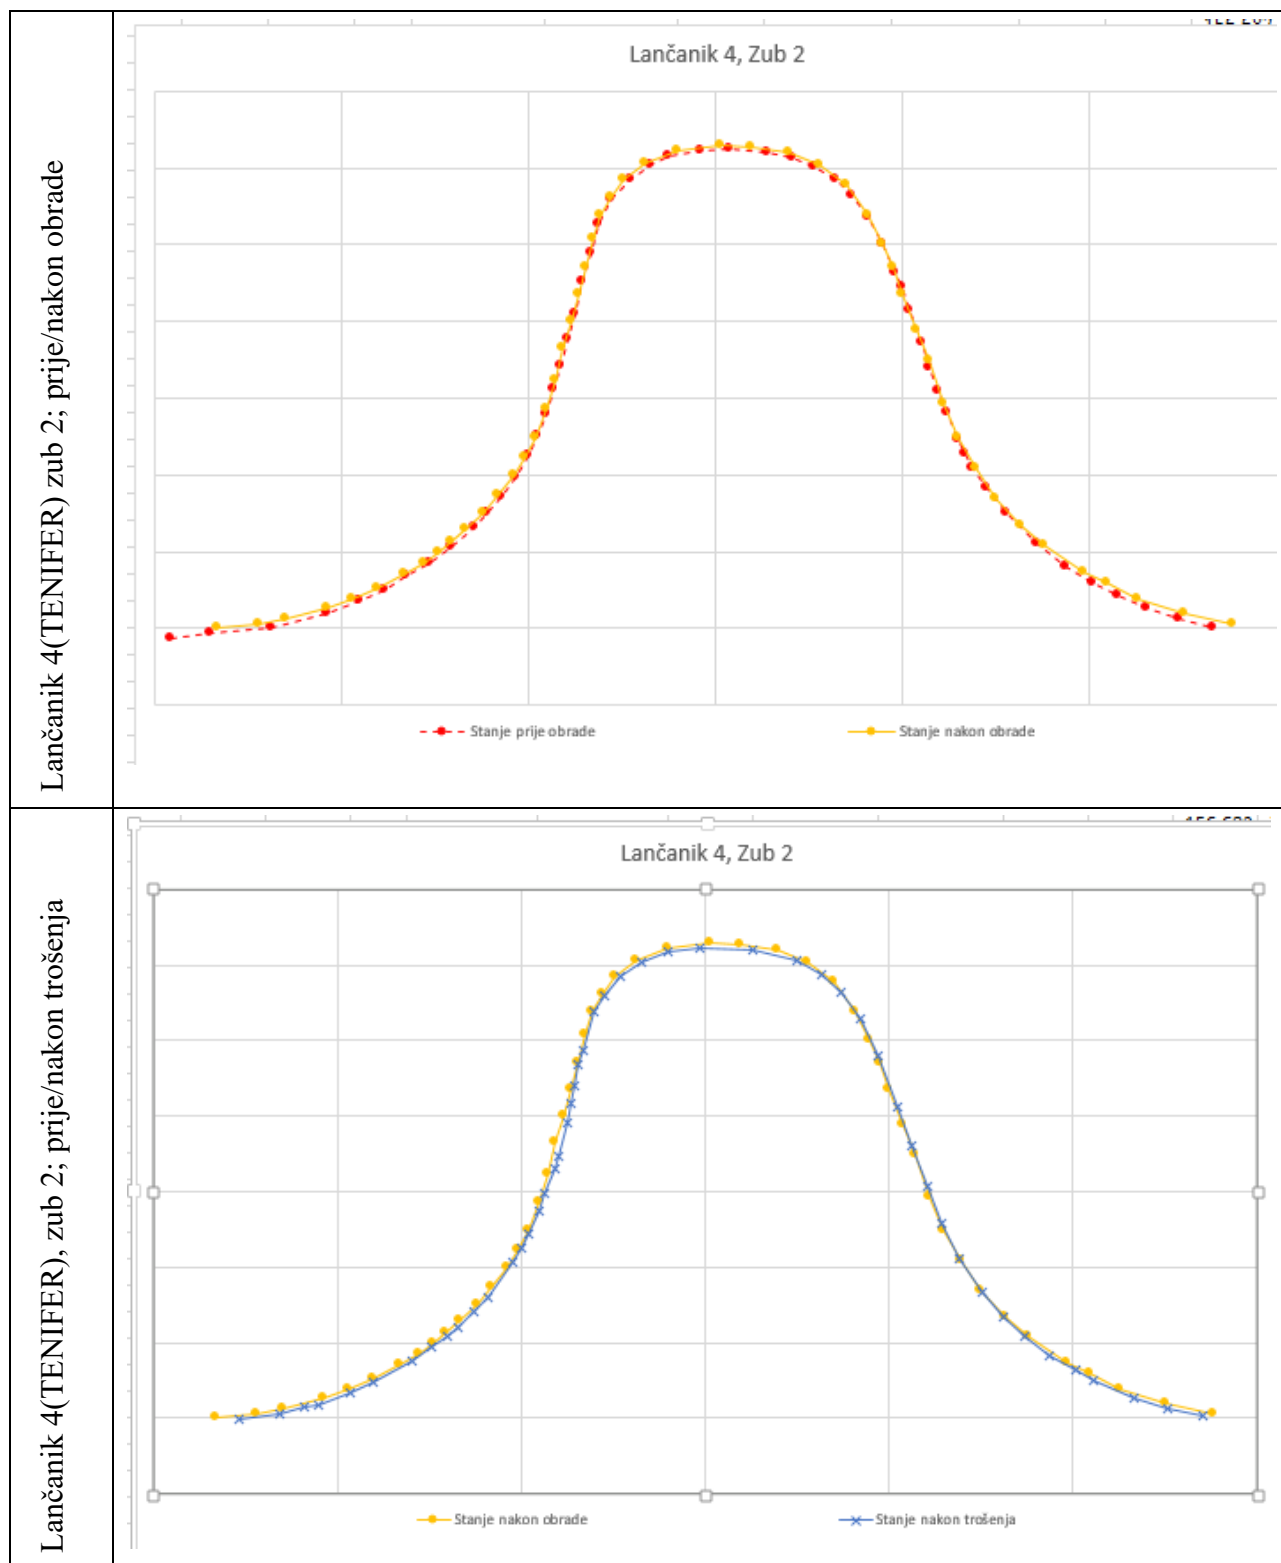 Lančanik 4(TENIFER) zub 2; prije/nakon obrade
Lančanik 4, Zub 2
Stanje prije obrade
Stanje nakon obrade
Lančanik 4(TENIFER), zub 2; prije/nakon trošenja
Lančanik 4, Zub 2
Stanje nakon obrade
Stanje nakon trošenja